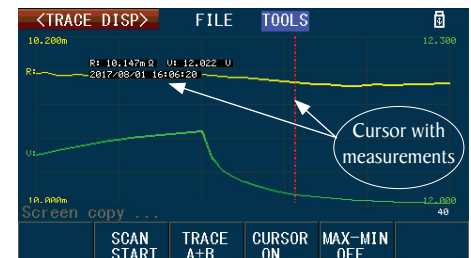 <TRACE DISP> FILE TOOLS
10.200m 12.300
R: 10.147mΩ U: 12.022 U
R:
2017/08/01 16:06:20
Cursor with
measurements
U:
10.000m 12.000
Screen copy ... 40
SCAN TRACE CURSOR MAX-MIN
START A+B ON OFF